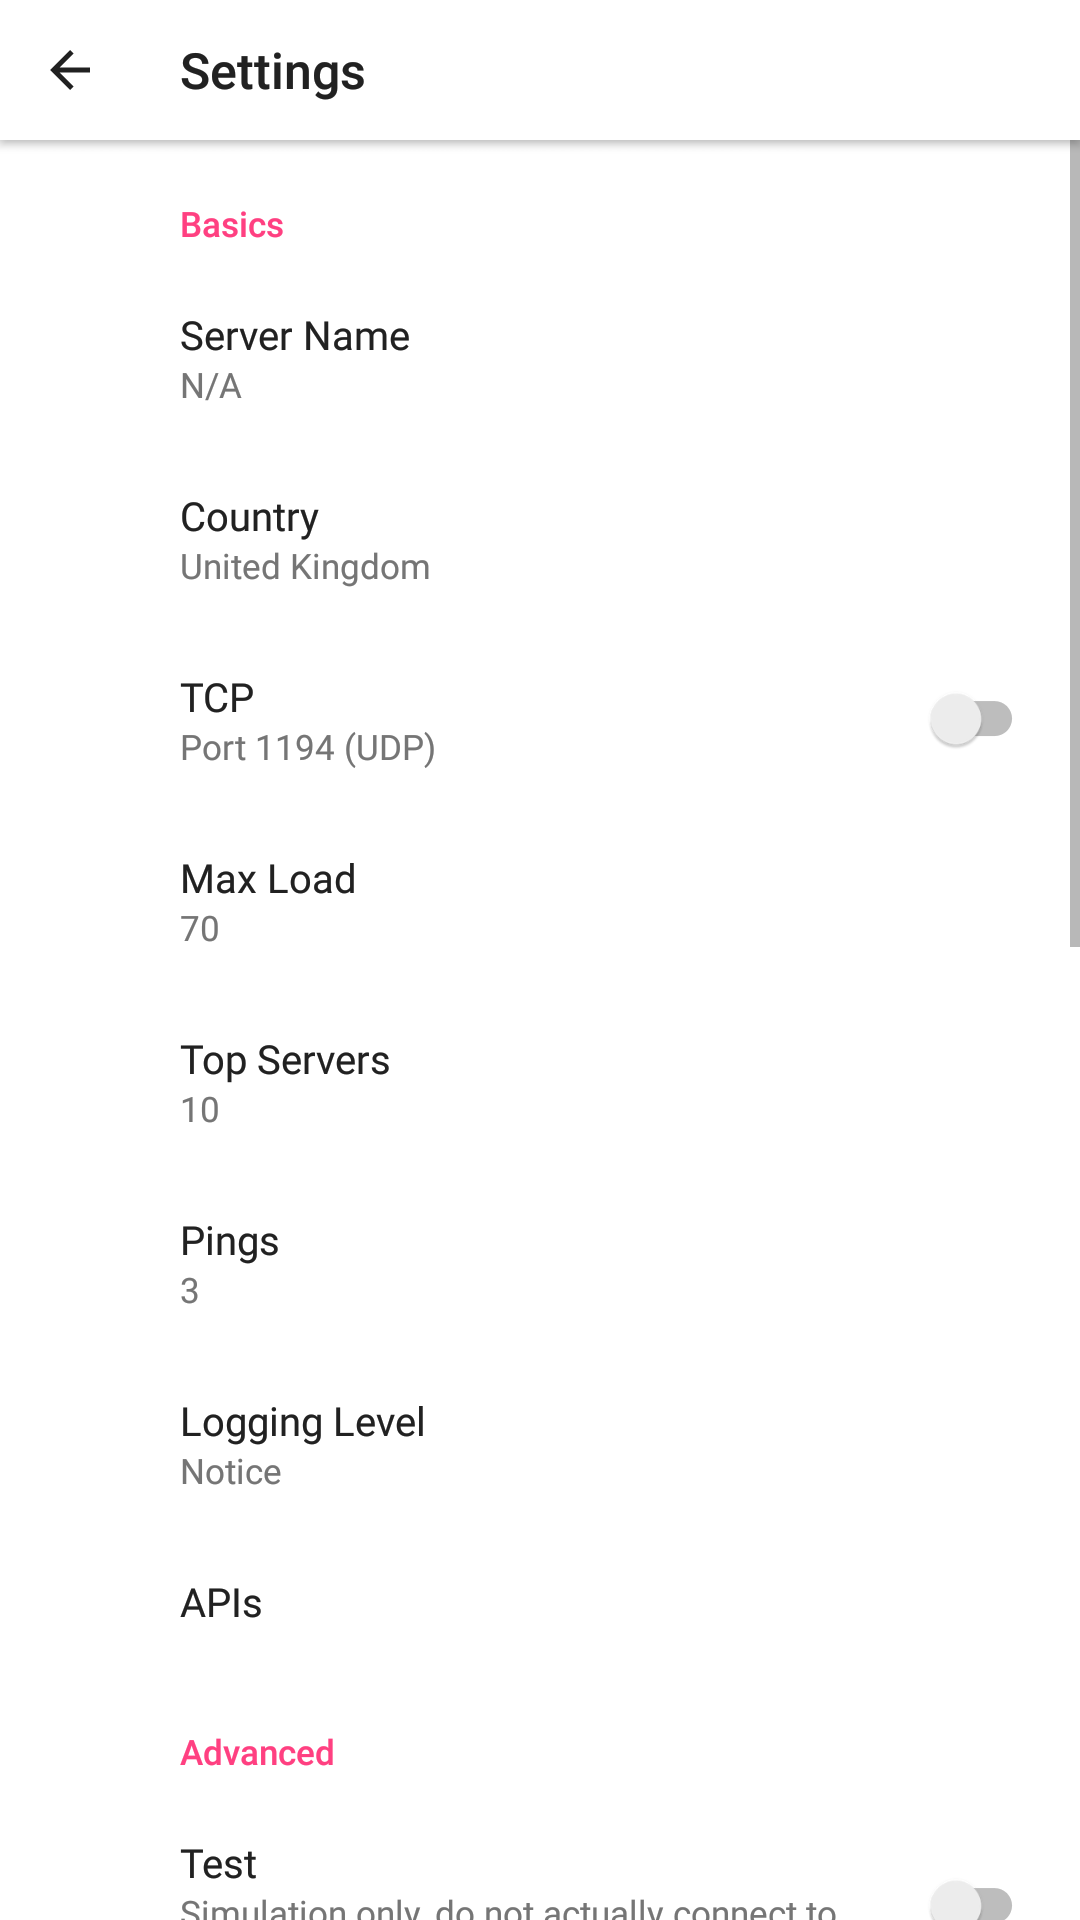 Settings
Basics
Server Name
N/A
Country
United Kingdom
TCP
Port 1194 (UDP)
Max Load
70
Top Servers
10
Pings
3
Logging Level
Notice
APIs
Advanced
Test
Simulation only, do not actually connect to